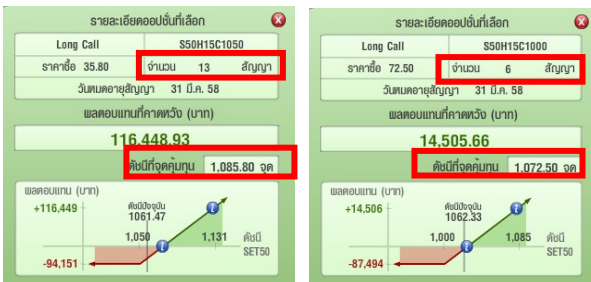 รายละเอียดออปชั่นที่เลือก
Long Call S50H15C1050
ราคาซื้อ 35.80 จำนวน 13 สัญญา
วันหมดอายุสัญญา 31 มี.ค. 58
ผลตอบแทนที่คาดหวัง (บาท)
116,448.93
ดัชนีที่จุดคุ้มทุน 1,085.80 จุด
ผลตอบแทน (บาท)
+116,449
ดัชนีปัจจุบัน
1061.47
1,050 1,131 ดัชนี
SET50
-94,151
รายละเอียดออปชั่นที่เลือก
Long Call S50H15C1000
ราคาซื้อ 72.50 จำนวน 6 สัญญา
วันหมดอายุสัญญา 31 มี.ค. 58
ผลตอบแทนที่คาดหวัง (บาท)
14,505.66
ดัชนีที่จุดคุ้มทุน 1,072.50 จุด
ผลตอบแทน (บาท)
+14,506
ดัชนีปัจจุบัน
1062.33
1,000 1,085 ดัชนี
SET50
-87,494